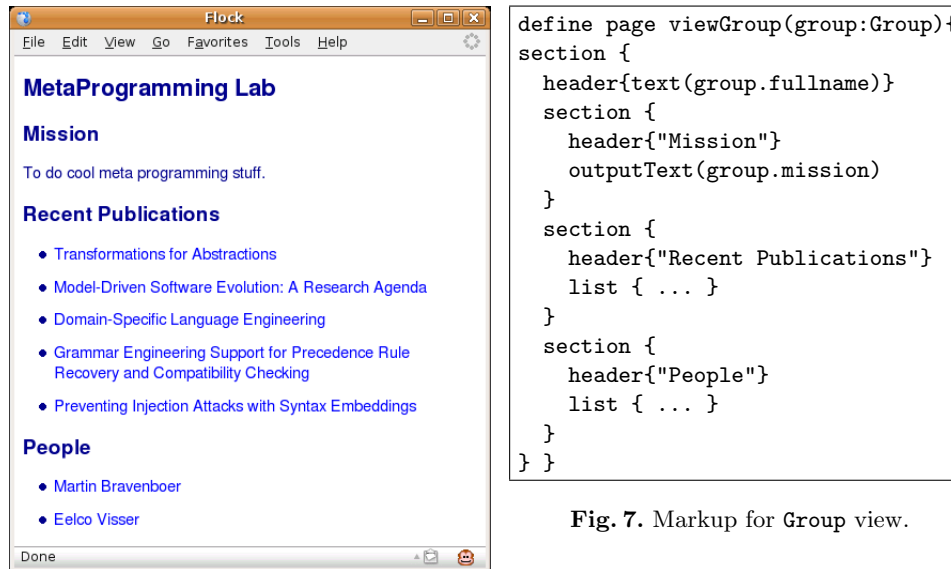 Flock
File Edit View Go Favorites Tools Help
MetaProgramming Lab
Mission
To do cool meta programming stuff.
Recent Publications
Transformations for Abstractions
Model-Driven Software Evolution: A Research Agenda
Domain-Specific Language Engineering
Grammar Engineering Support for Precedence Rule
Recovery and Compatibility Checking
Preventing Injection Attacks with Syntax Embeddings
People
Martin Bravenboer
Eelco Visser
Done
define page viewGroup(group:Group){
section {
  header{text(group.fullname)}
  section {
    header{"Mission"}
    outputText(group.mission)
  }
  section {
    header{"Recent Publications"}
    list { ... }
  }
  section {
    header{"People"}
    list { ... }
  }
} }
Fig. 7. Markup for Group view.